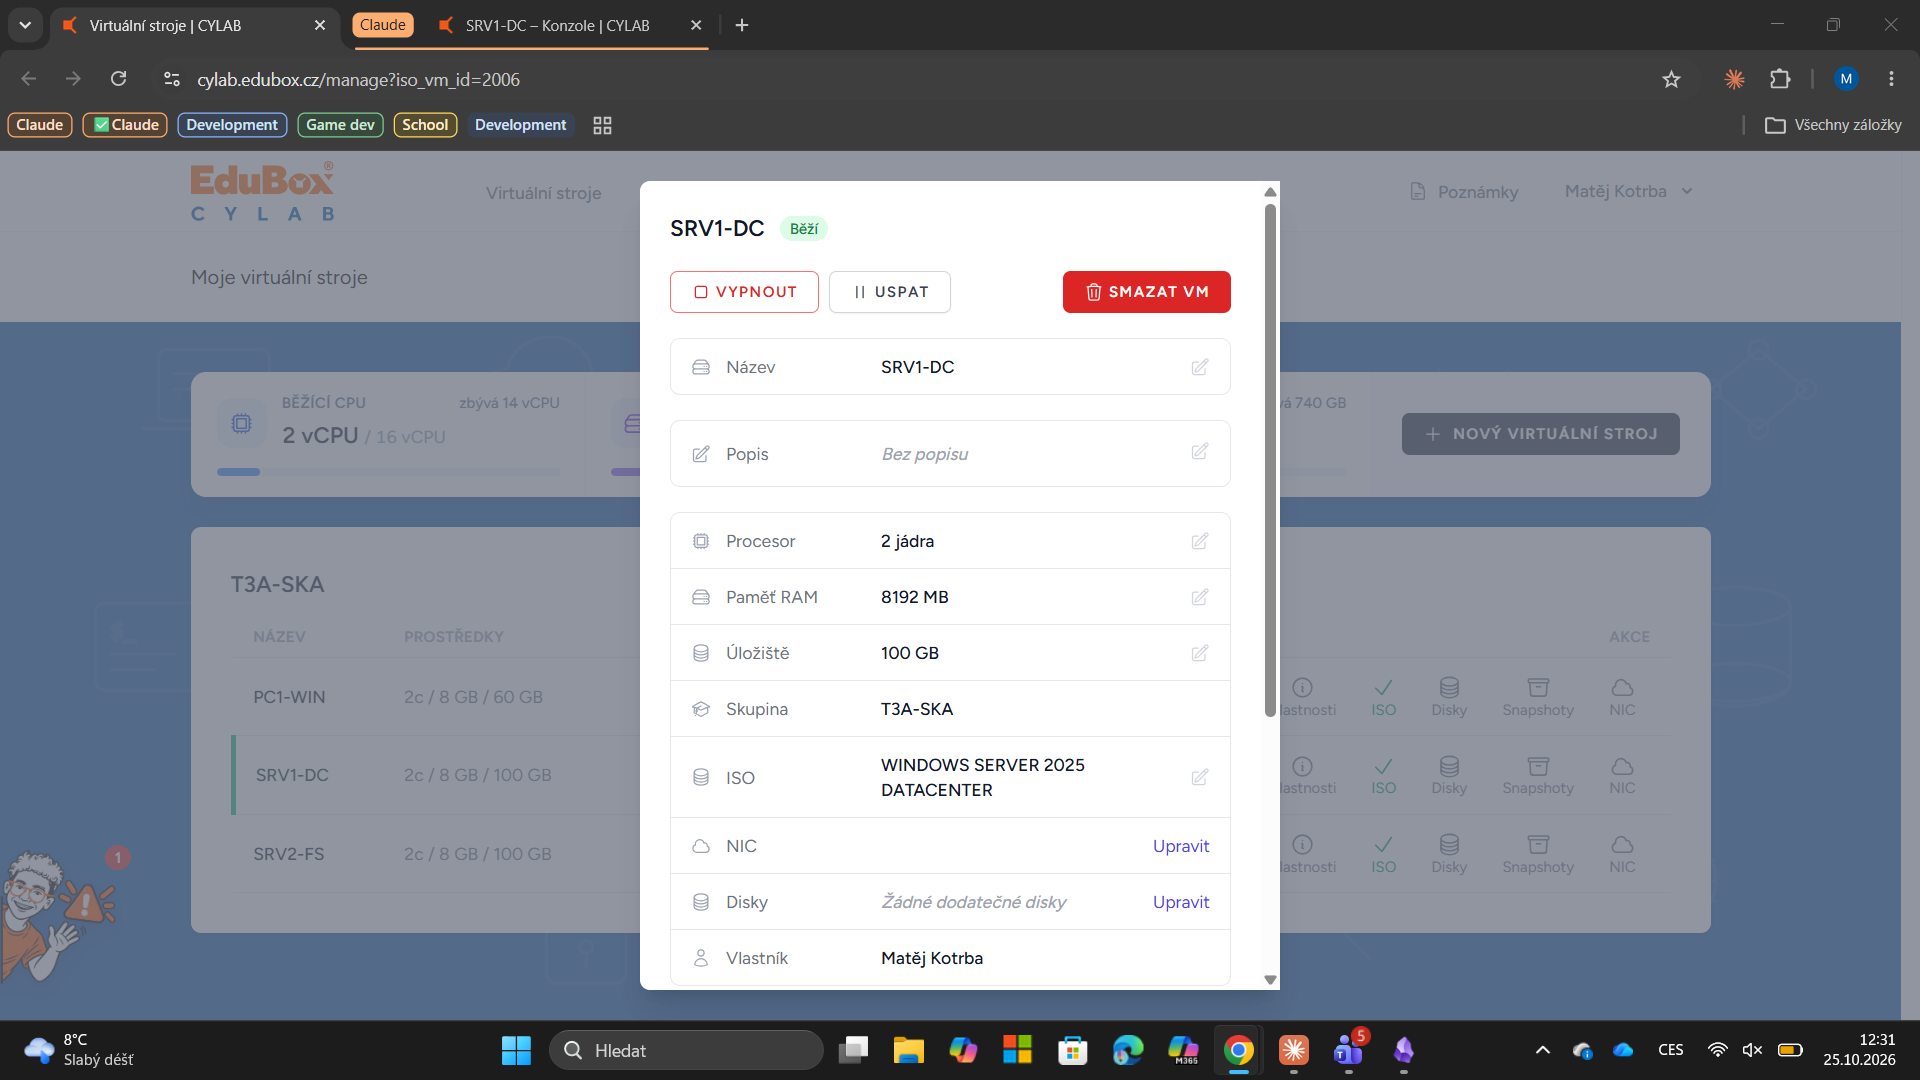 Virtuální stroje | CYLAB
Claude
SRV1-DC – Konzole | CYLAB
cylab.edubox.cz/manage?iso_vm_id=2006
M
Claude
✅Claude
Development
Game dev
School
Development
Všechny záložky
EduBox®
CYLAB
Virtuální stroje
Poznámky
Matěj Kotrba
Moje virtuální stroje
BĚŽÍCÍ CPU
zbývá 14 vCPU
2 vCPU / 16 vCPU
740 GB
NOVÝ VIRTUÁLNÍ STROJ
T3A-SKA
NÁZEV
PROSTŘEDKY
AKCE
PC1-WIN
2c / 8 GB / 60 GB
lastnosti
ISO
Disky
Snapshoty
NIC
SRV1-DC
2c / 8 GB / 100 GB
lastnosti
ISO
Disky
Snapshoty
NIC
SRV2-FS
2c / 8 GB / 100 GB
lastnosti
ISO
Disky
Snapshoty
NIC
1
SRV1-DC
Běží
VYPNOUT
USPAT
SMAZAT VM
Název
SRV1-DC
Popis
Bez popisu
Procesor
2 jádra
Paměť RAM
8192 MB
Úložiště
100 GB
Skupina
T3A-SKA
ISO
WINDOWS SERVER 2025
DATACENTER
NIC
Upravit
Disky
Žádné dodatečné disky
Upravit
Vlastník
Matěj Kotrba
8°C
Slabý déšť
Hledat
M365
5
CES
12:31
25.10.2026